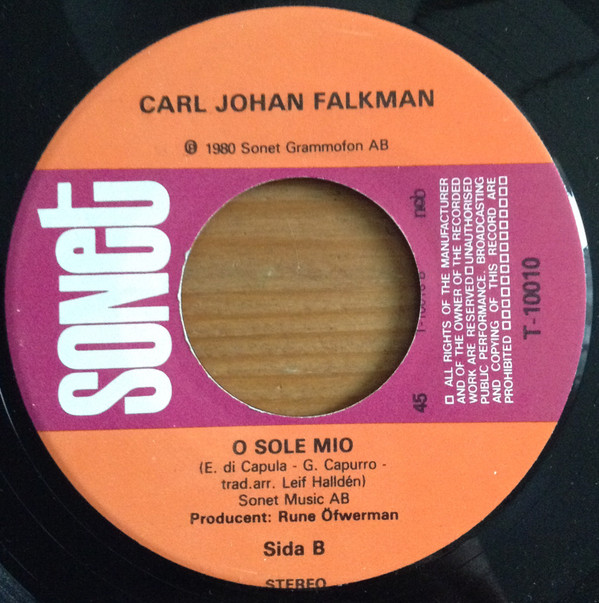 CARL JOHAN FALKMAN
℗ 1980 Sonet Grammofon AB
sonet
45
ncb
□ ALL RIGHTS OF THE MANUFACTURER
AND OF THE OWNER OF THE RECORDED
WORK ARE RESERVED □ UNAUTHORISED
PUBLIC PERFORMANCE, BROADCASTING
AND COPYING OF THIS RECORD ARE
PROHIBITED □□□□□□□□□□□□□□
T-10010
O SOLE MIO
(E. di Capula - G. Capurro -
trad.arr. Leif Halldén)
Sonet Music AB
Producent: Rune Öfwerman
Sida B
STEREO